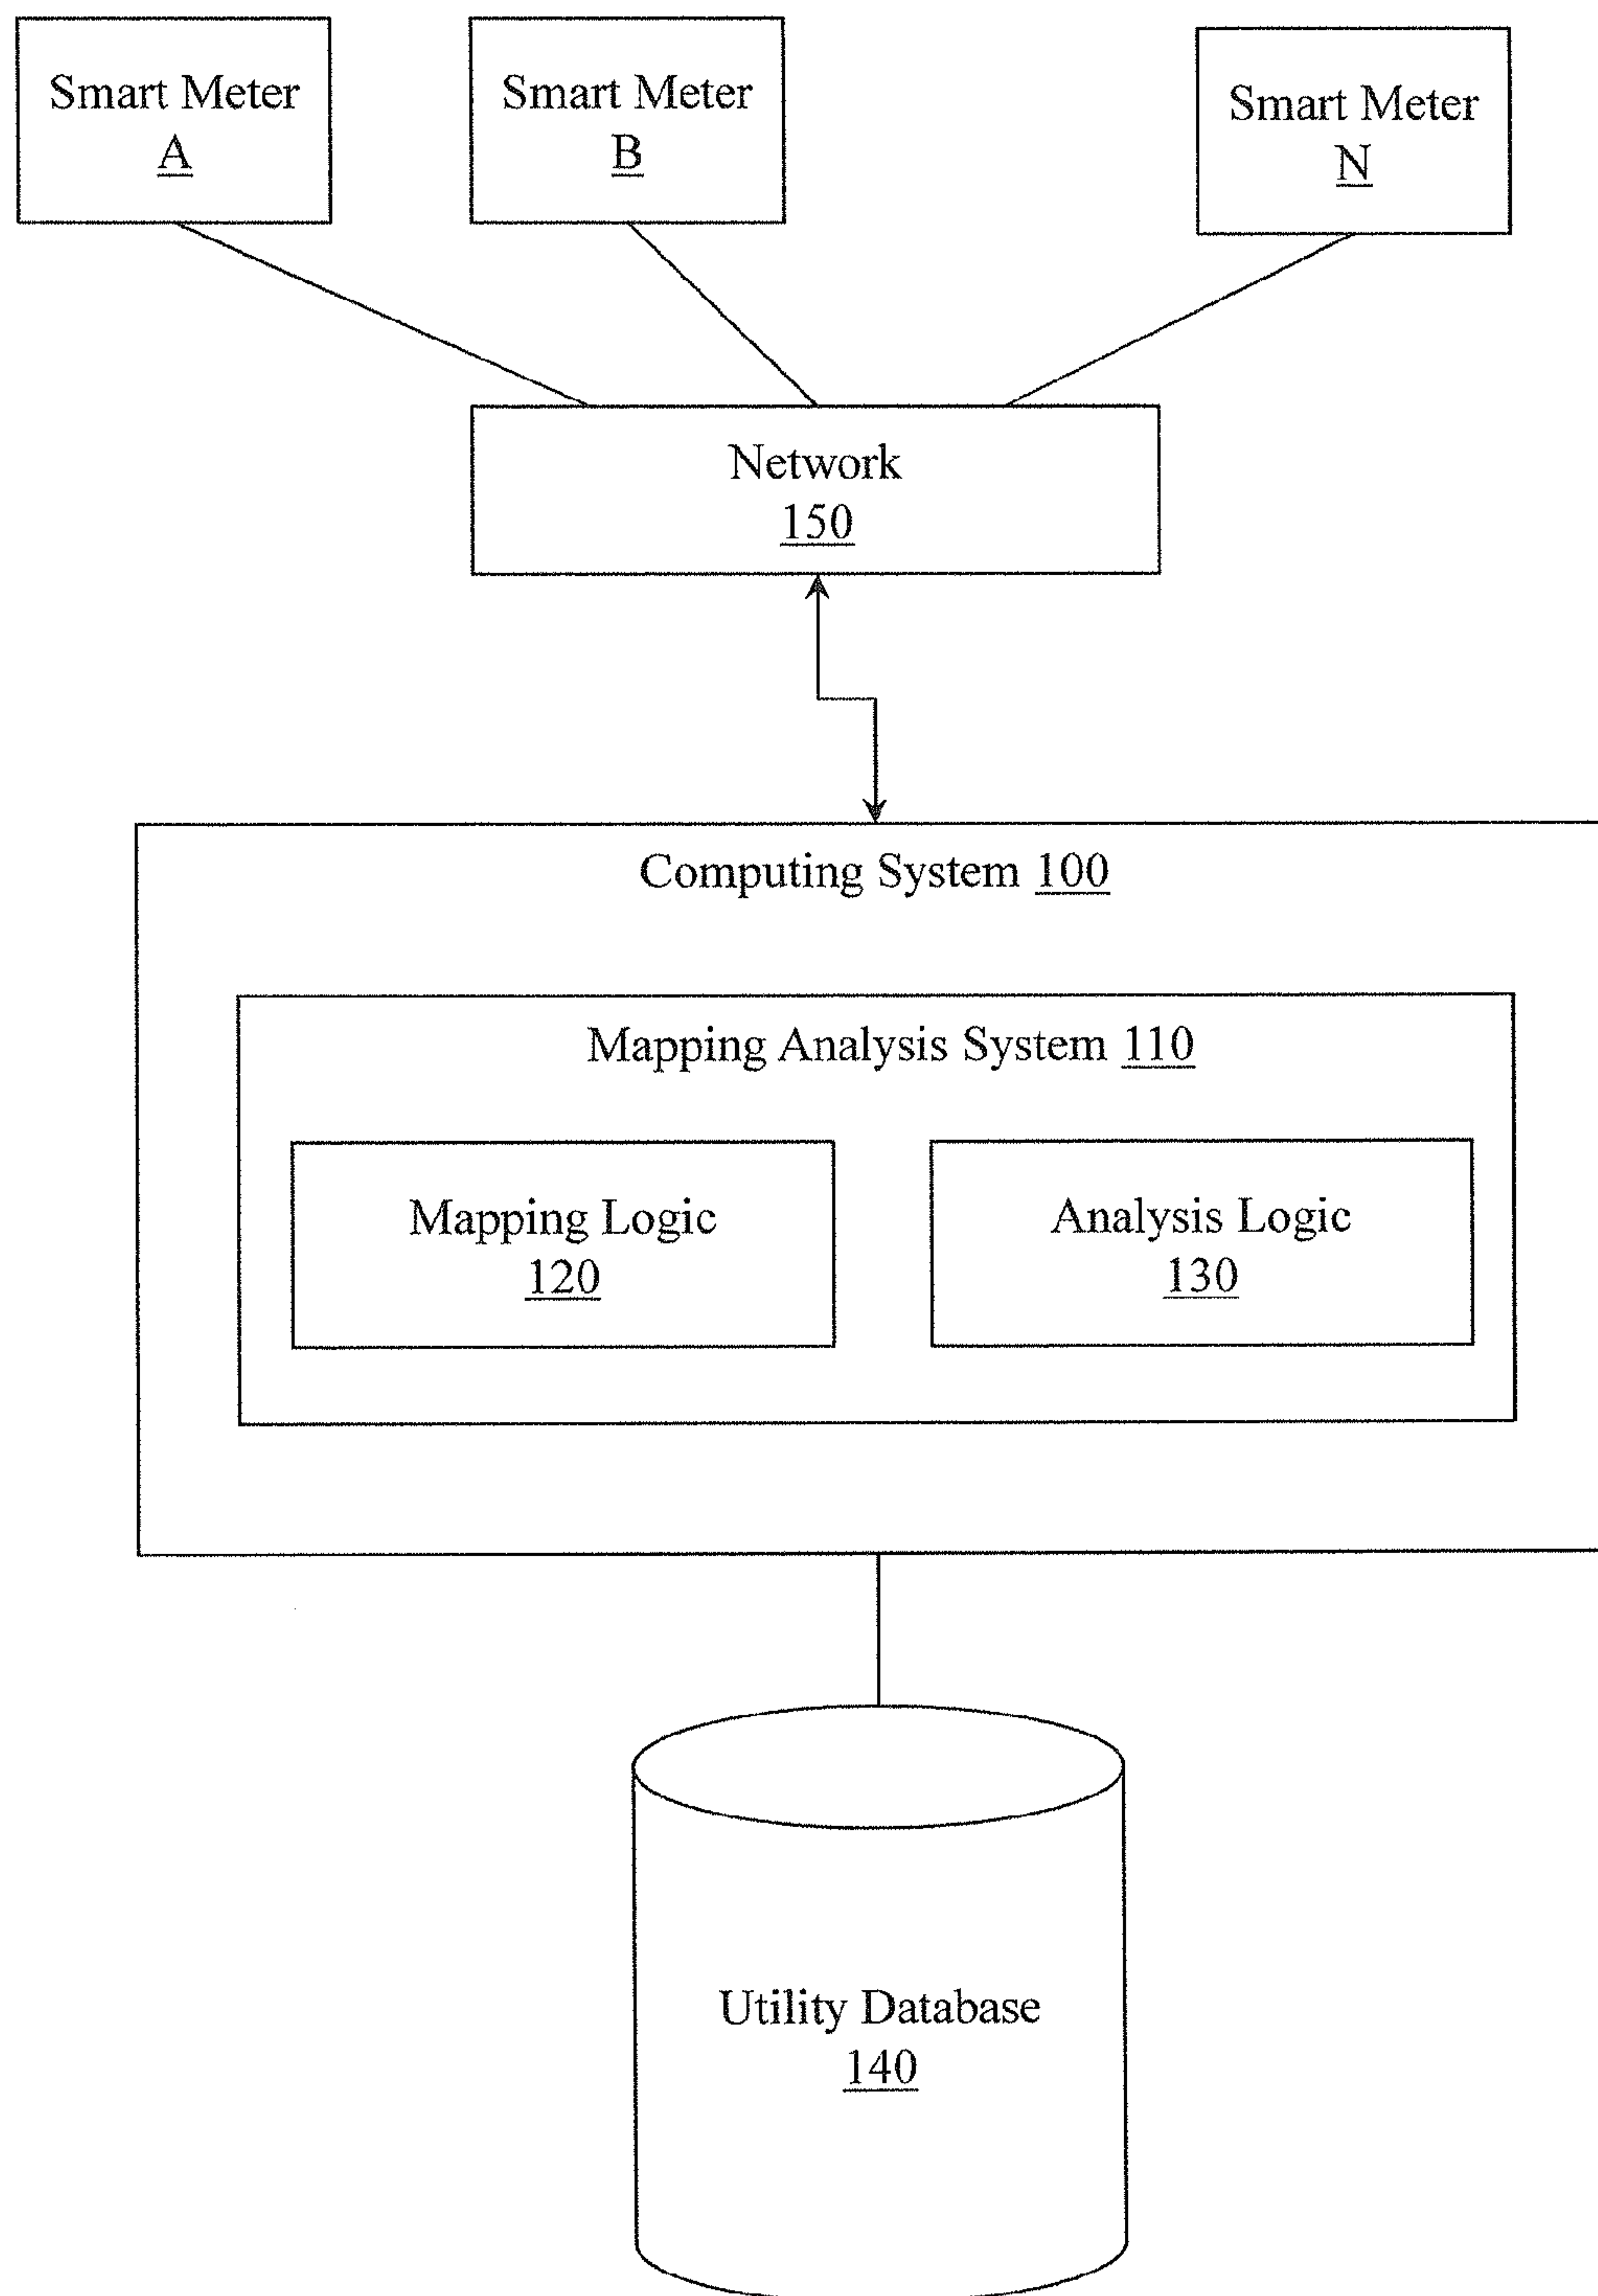 Smart Meter
A
Smart Meter
B
Smart Meter
N
Network
150
Computing System 100
Mapping Analysis System 110
Mapping Logic
120
Analysis Logic
130
Utility Database
140